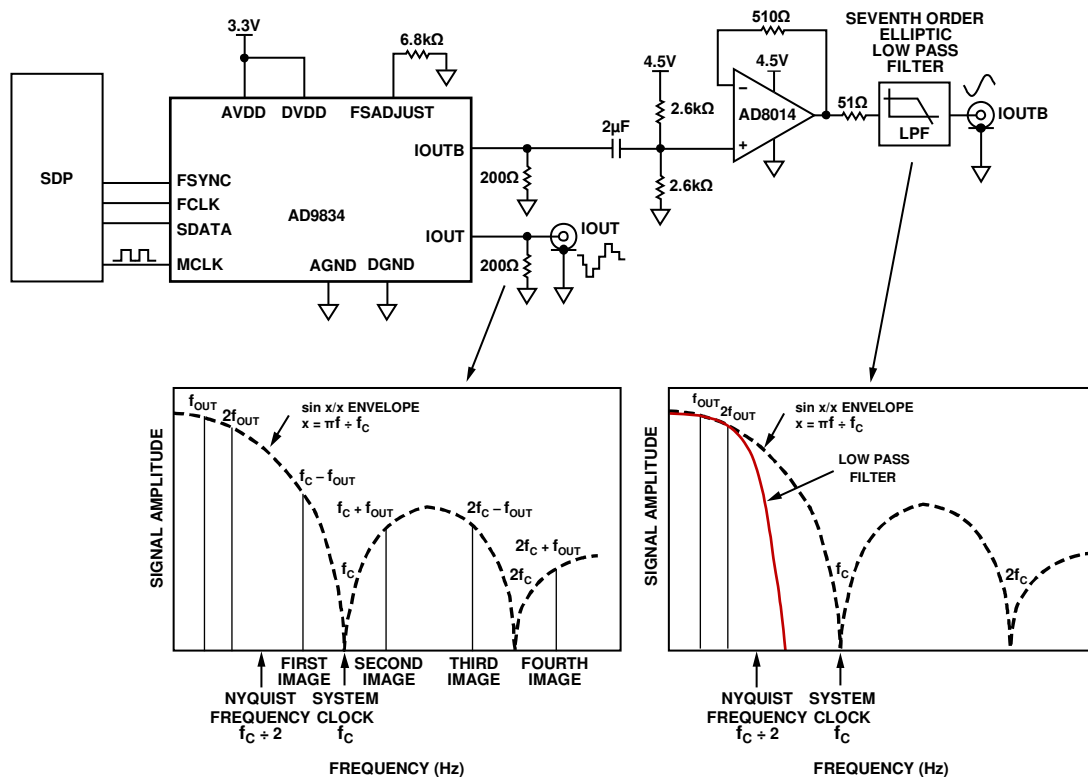 3.3V
6.8kΩ
AVDD
DVDD
FSADJUST
SDP
FSYNC
FCLK
SDATA
MCLK
AD9834
IOUTB
IOUT
AGND
DGND
200Ω
200Ω
IOUT
2µF
4.5V
2.6kΩ
2.6kΩ
510Ω
4.5V
–
+
AD8014
51Ω
SEVENTH ORDER
ELLIPTIC
LOW PASS
FILTER
LPF
IOUTB
SIGNAL AMPLITUDE
fOUT
2fOUT
sin x/x ENVELOPE
x = πf ÷ fC
fC – fOUT
fC + fOUT
2fC – fOUT
2fC + fOUT
fC
2fC
FIRST
IMAGE
SECOND
IMAGE
THIRD
IMAGE
FOURTH
IMAGE
NYQUIST
FREQUENCY
fC ÷ 2
SYSTEM
CLOCK
fC
FREQUENCY (Hz)
SIGNAL AMPLITUDE
fOUT
2fOUT
sin x/x ENVELOPE
x = πf ÷ fC
LOW PASS
FILTER
fC
2fC
NYQUIST
FREQUENCY
fC ÷ 2
SYSTEM
CLOCK
fC
FREQUENCY (Hz)